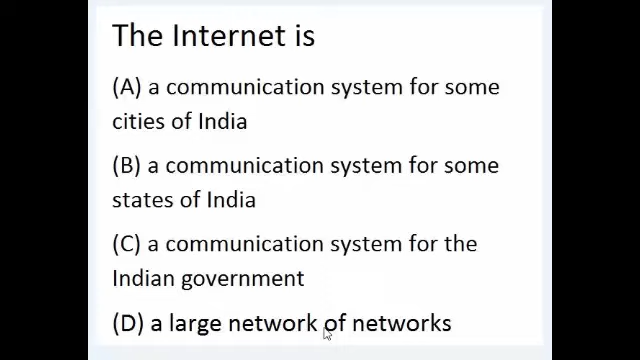 The Internet is
(A) a communication system for some
cities of India
(B) a communication system for some
states of India
(C) a communication system for the
Indian government
(D) a large network of networks